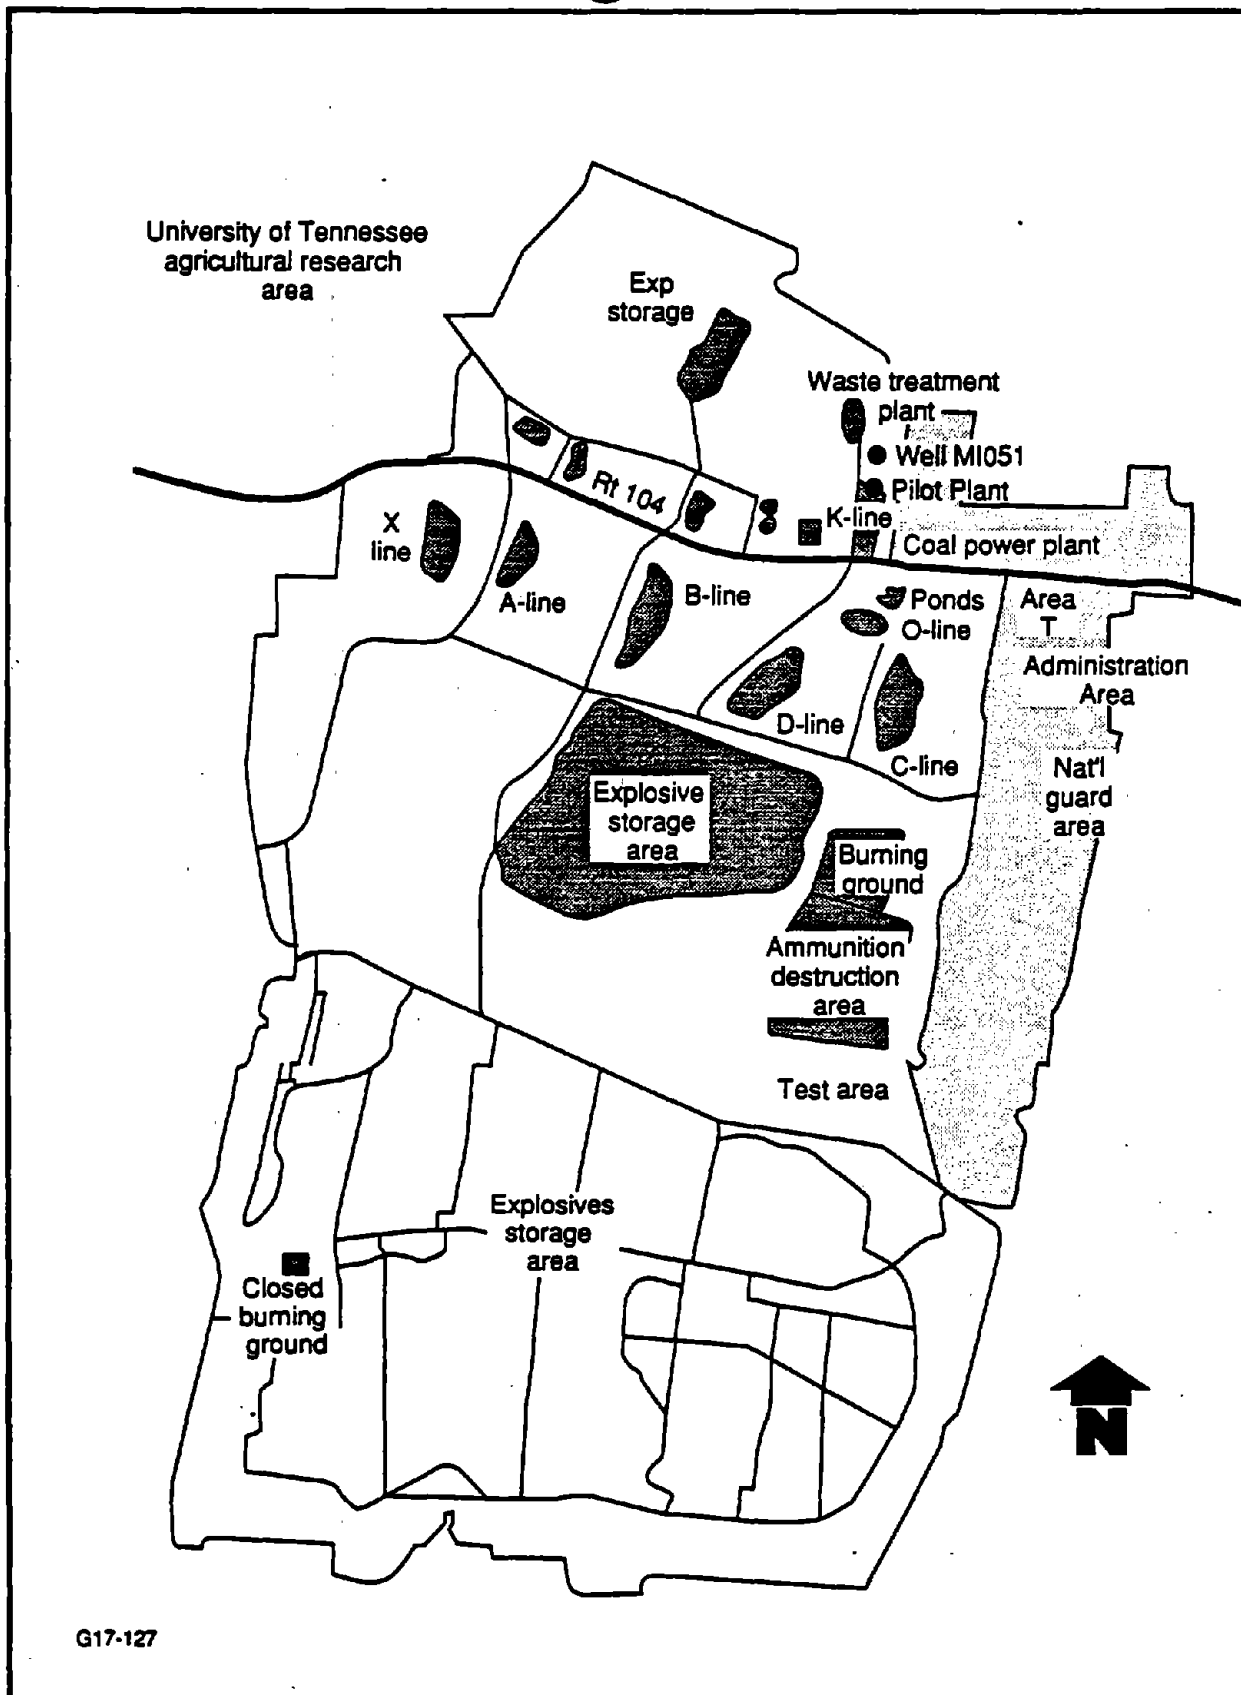 University of Tennessee
agricultural research
area
Exp
storage
Waste treatment
plant
Well MI051
Pilot Plant
Rt 104
K-line
X
line
Coal power plant
A-line
B-line
Ponds
O-line
Area
T
Administration
Area
D-line
C-line
Nat'l
guard
area
Explosive
storage
area
Burning
ground
Ammunition
destruction
area
Test area
Explosives
storage
area
Closed
burning
ground
N
G17-127